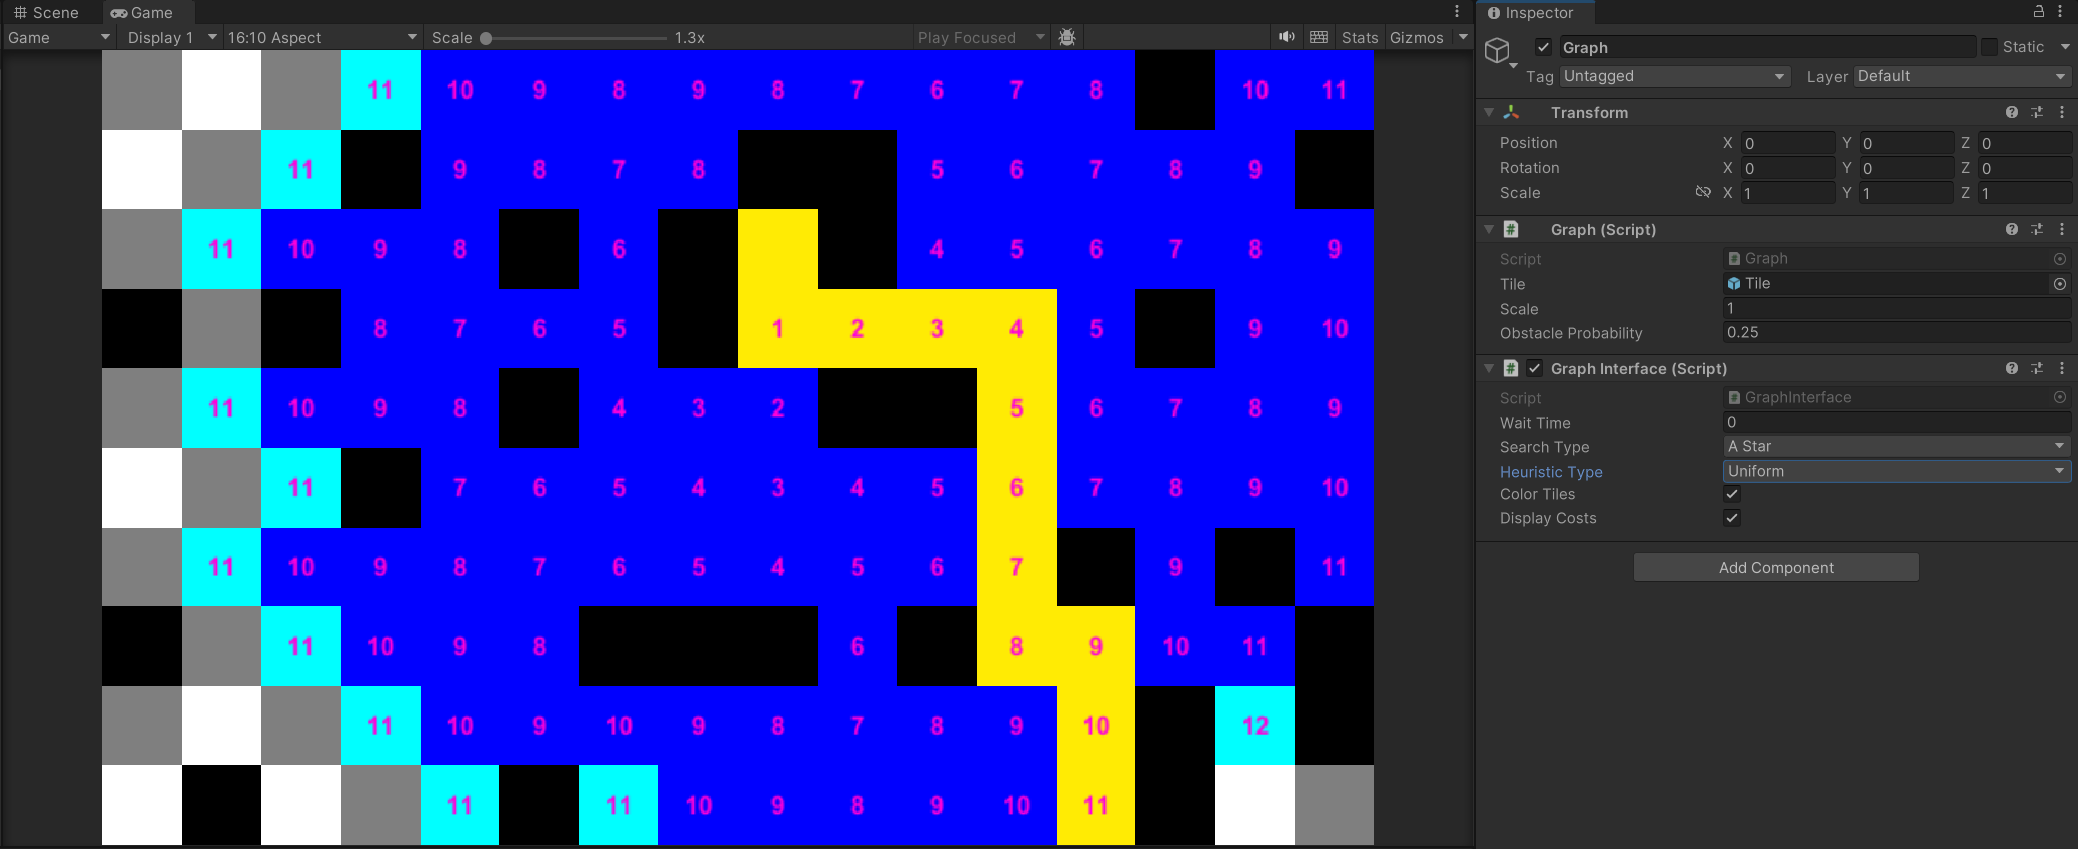 Scene Game
Game Display 1 16:10 Aspect Scale 1.3x Play Focused Stats Gizmos
11 10 9 8 9 8 7 6 7 8 10 11
11 9 8 7 8 5 6 7 8 9
11 10 9 8 6 4 5 6 7 8 9
8 7 6 5 1 2 3 4 5 9 10
11 10 9 8 4 3 2 5 6 7 8 9
11 7 6 5 4 3 4 5 6 7 8 9 10
11 10 9 8 7 6 5 4 5 6 7 9 11
11 10 9 8 6 8 9 10 11
11 10 9 10 9 8 7 8 9 10 12
11 11 10 9 8 9 10 11
Inspector
Graph Static
Tag Untagged Layer Default
Transform
Position X 0 Y 0 Z 0
Rotation X 0 Y 0 Z 0
Scale X 1 Y 1 Z 1
# Graph (Script)
Script # Graph
Tile Tile
Scale 1
Obstacle Probability 0.25
# Graph Interface (Script)
Script # GraphInterface
Wait Time 0
Search Type A Star
Heuristic Type Uniform
Color Tiles
Display Costs
Add Component